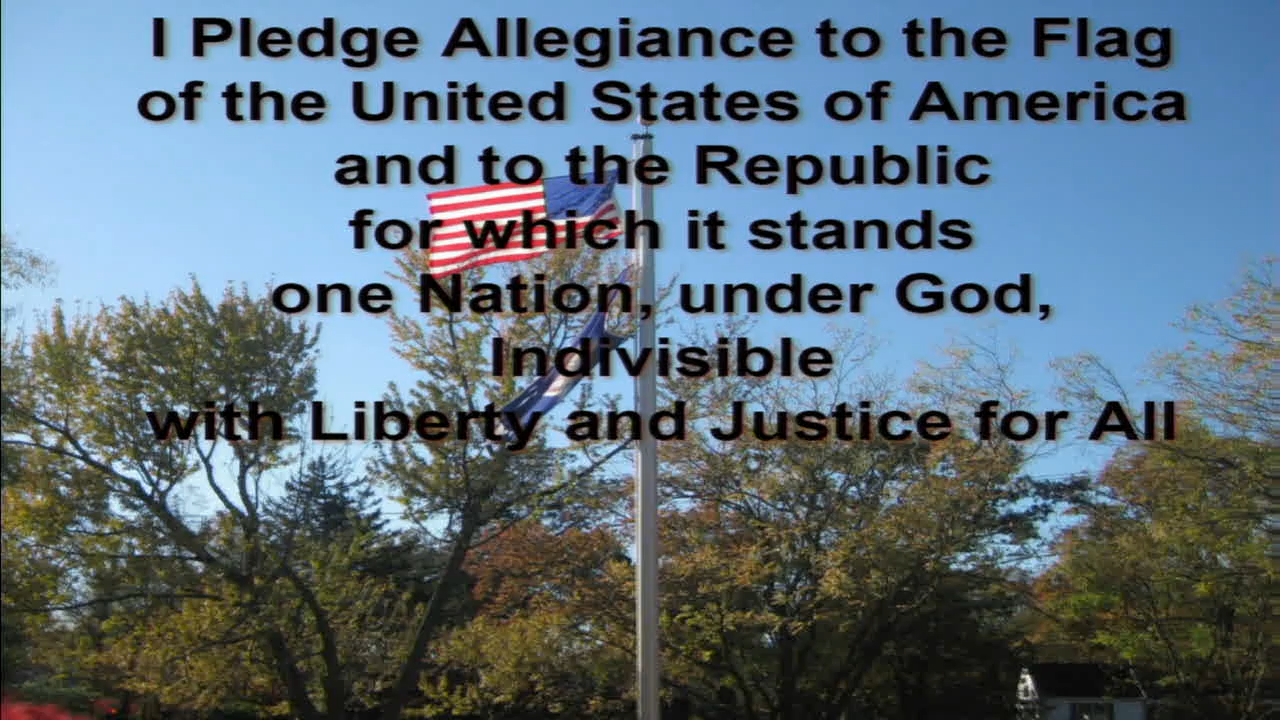 I Pledge Allegiance to the Flag
of the United States of America
and to the Republic
for which it stands
one Nation, under God,
Indivisible
with Liberty and Justice for All